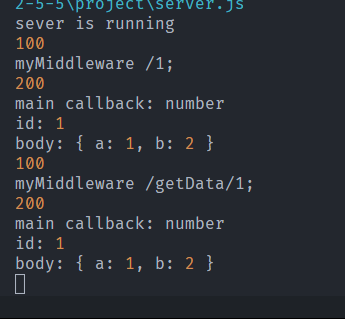 2-5-5\project\server.js
sever is running
100
myMiddleware /1;
200
main callback: number
id: 1
body: { a: 1, b: 2 }
100
myMiddleware /getData/1;
200
main callback: number
id: 1
body: { a: 1, b: 2 }